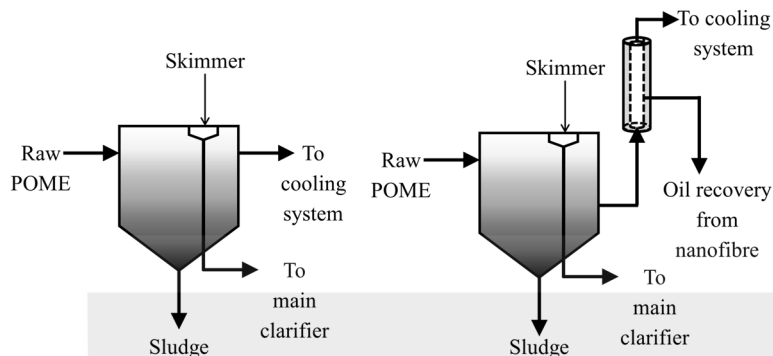 Skimmer
Raw
POME
To
cooling
system
To
main
clarifier
Sludge
To cooling
system
Skimmer
Raw
POME
Oil recovery
from
nanofibre
To
main
clarifier
Sludge